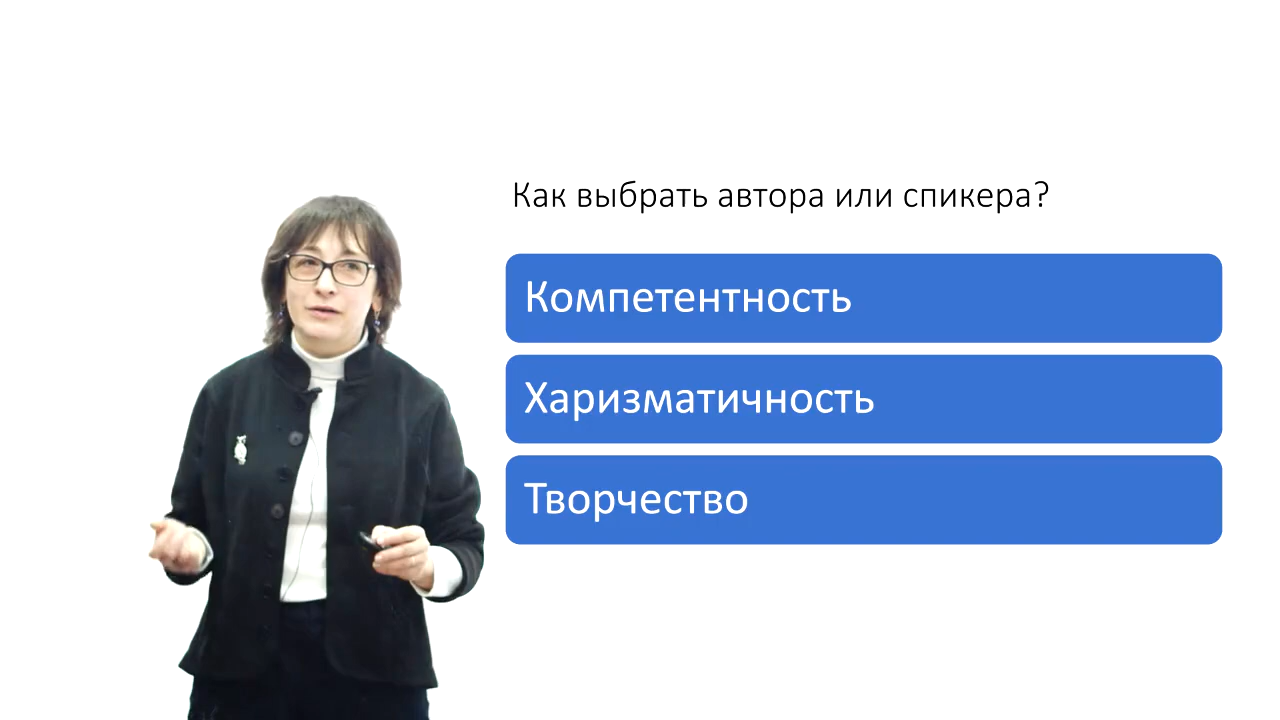 Как выбрать автора или спикера?
Компетентность
Харизматичность
Творчество